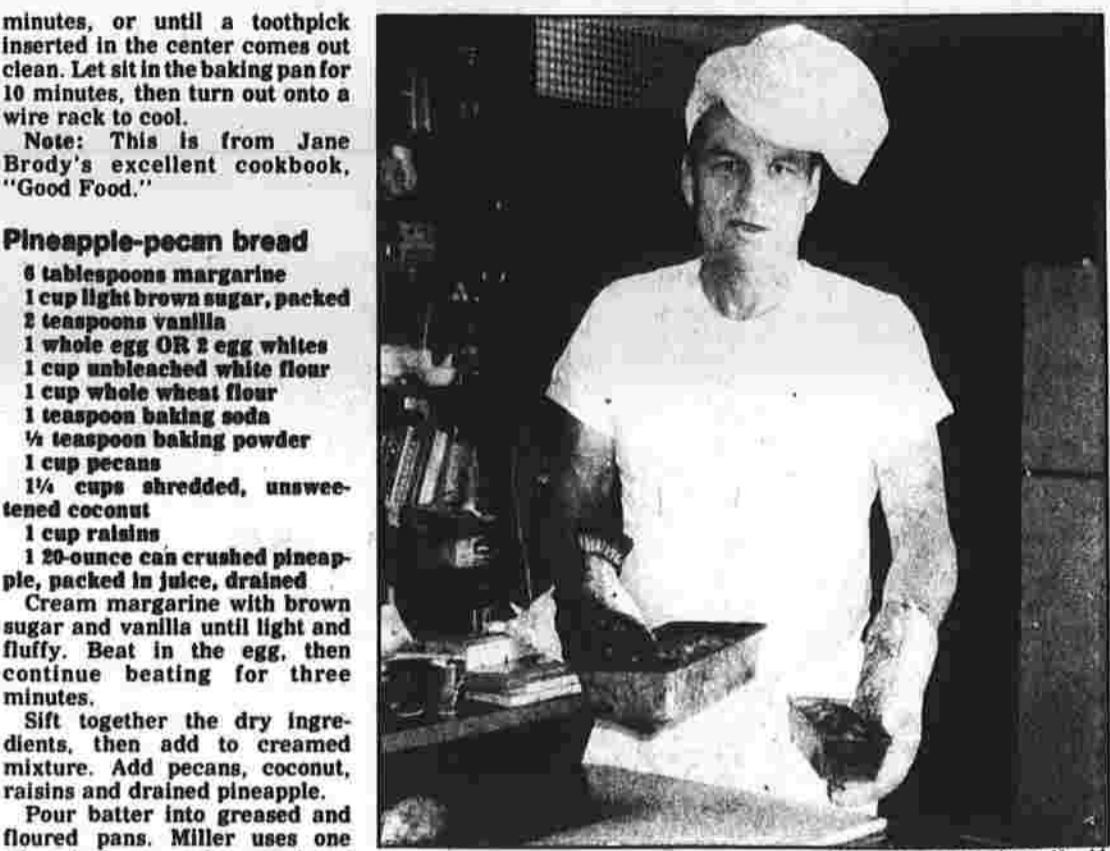 minutes, or until a toothpick
inserted in the center comes out
clean. Let sit in the baking pan for
10 minutes, then turn out onto a
wire rack to cool.
Note: This is from Jane
Brody's excellent cookbook,
"Good Food."
Pineapple-pecan bread
6 tablespoons margarine
1 cup light brown sugar, packed
2 teaspoons vanilla
1 whole egg OR 2 egg whites
1 cup unbleached white flour
1 cup whole wheat flour
1 teaspoon baking soda
½ teaspoon baking powder
1 cup pecans
1¼ cups shredded, unswee-
tened coconut
1 cup raisins
1 20-ounce can crushed pineap-
ple, packed in juice, drained
Cream margarine with brown
sugar and vanilla until light and
fluffy. Beat in the egg, then
continue beating for three
minutes.
Sift together the dry ingre-
dients, then add to creamed
mixture. Add pecans, coconut,
raisins and drained pineapple.
Pour batter into greased and
floured pans. Miller uses one